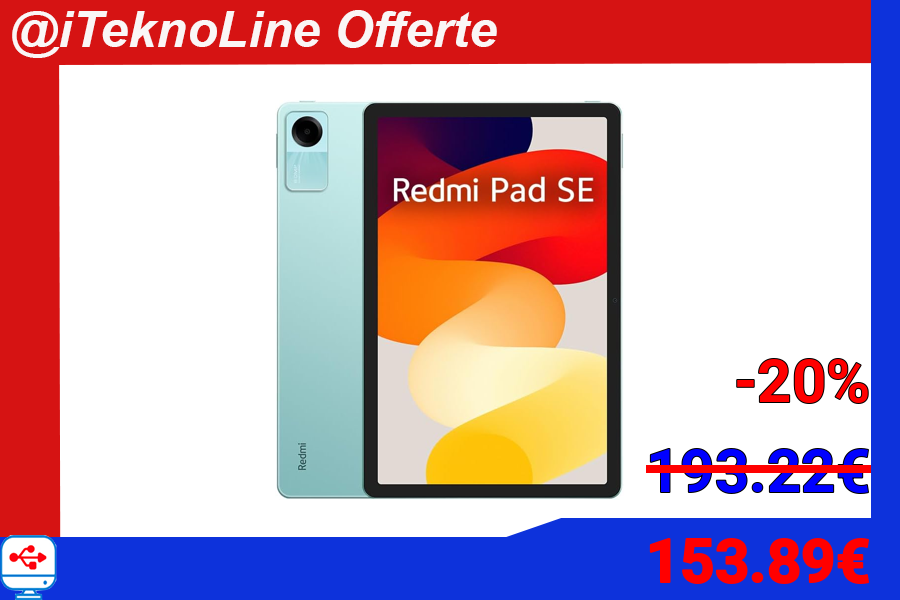 @iTeknoLine Offerte
Redmi Pad SE
Redmi
-20%
193.22€
153.89€